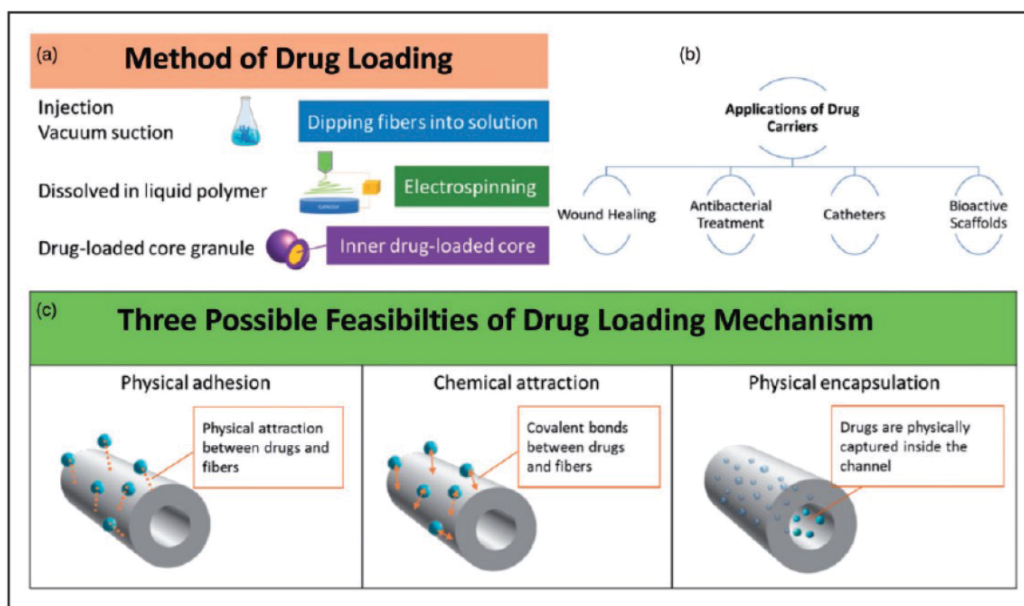 (a)
Method of Drug Loading
Injection
Vacuum suction
Dipping fibers into solution
Dissolved in liquid polymer
Electrospinning
Drug-loaded core granule
Inner drug-loaded core
(b)
Applications of Drug
Carriers
Wound Healing
Antibacterial
Treatment
Catheters
Bioactive
Scaffolds
(c)
Three Possible Feasibilties of Drug Loading Mechanism
Physical adhesion
Physical attraction
between drugs and
fibers
Chemical attraction
Covalent bonds
between drugs
and fibers
Physical encapsulation
Drugs are physically
captured inside the
channel